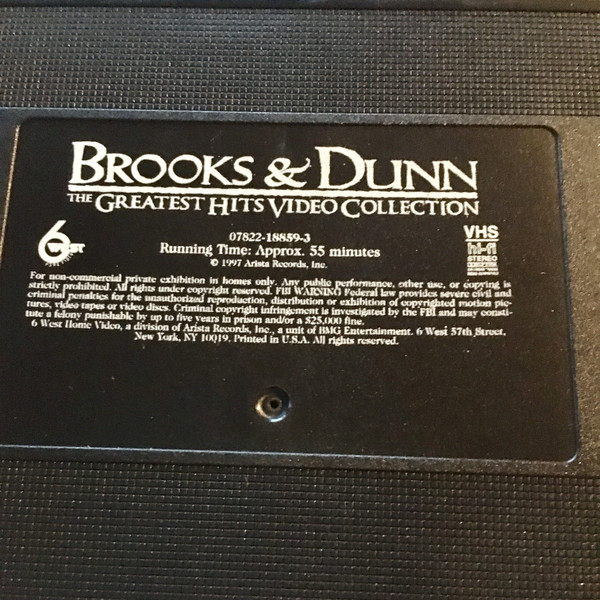 BROOKS & DUNN
THE GREATEST HITS VIDEO COLLECTION
6 WEST
VHS
hi-fi
STEREO
07822-18859-3
Running Time: Approx. 55 minutes
© 1997 Arista Records, Inc.
For non-commercial private exhibition in homes only. Any public performance, other use, or copying is
strictly prohibited. All rights under copyright reserved. FBI WARNING Federal law provides severe civil and
criminal penalties for the unauthorized reproduction, distribution or exhibition of copyrighted motion pic-
tures, video tapes or video discs. Criminal copyright infringement is investigated by the FBI and may consti-
tute a felony punishable by up to five years in prison and/or a $25,000 fine.
6 West Home Video, a division of Arista Records, Inc., a unit of BMG Entertainment. 6 West 57th Street,
New York, NY 10019. Printed in U.S.A. All rights reserved.